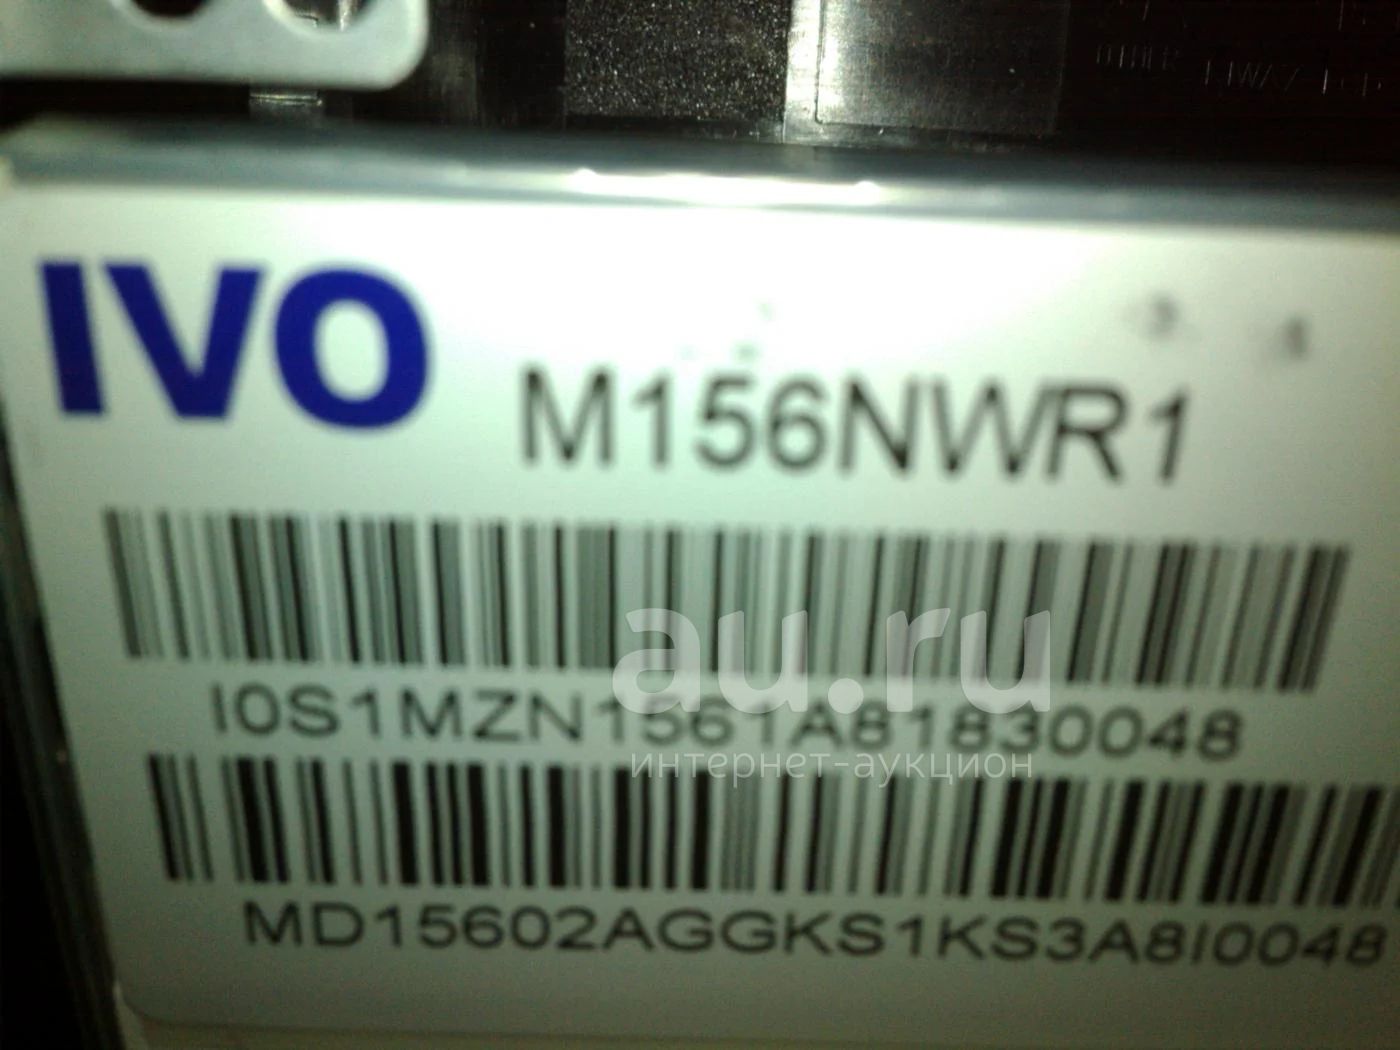 IVO
M156NWR1
au.ru
I0S1MZN1561A81830048
интернет-аукцион
MD15602AGGKS1KS3A8I0048